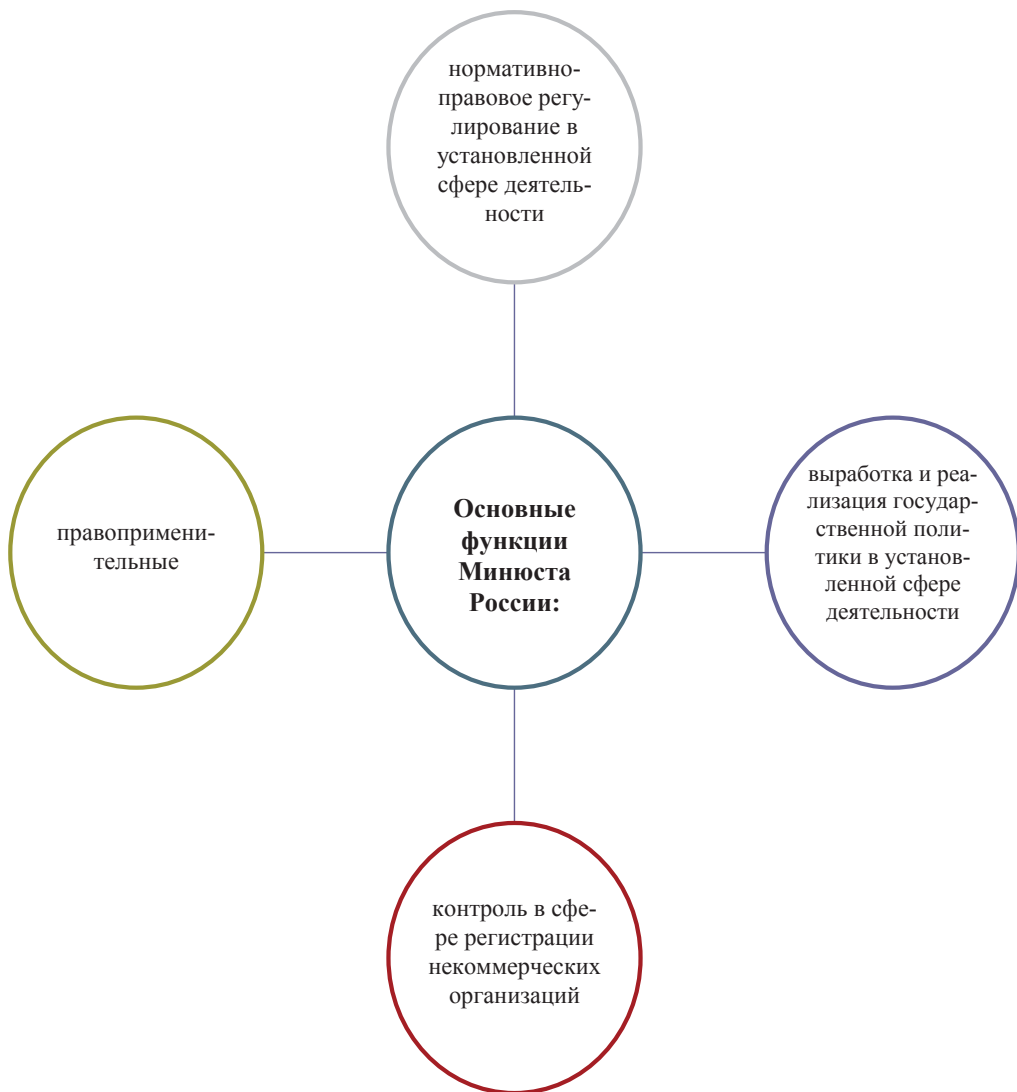 нормативно-
правовое регу-
лирование в
установленной
сфере деятель-
ности
правопримени-
тельные
Основные
функции
Минюста
России:
выработка и реа-
лизация государ-
ственной поли-
тики в установ-
ленной сфере
деятельности
контроль в сфе-
ре регистрации
некоммерческих
организаций